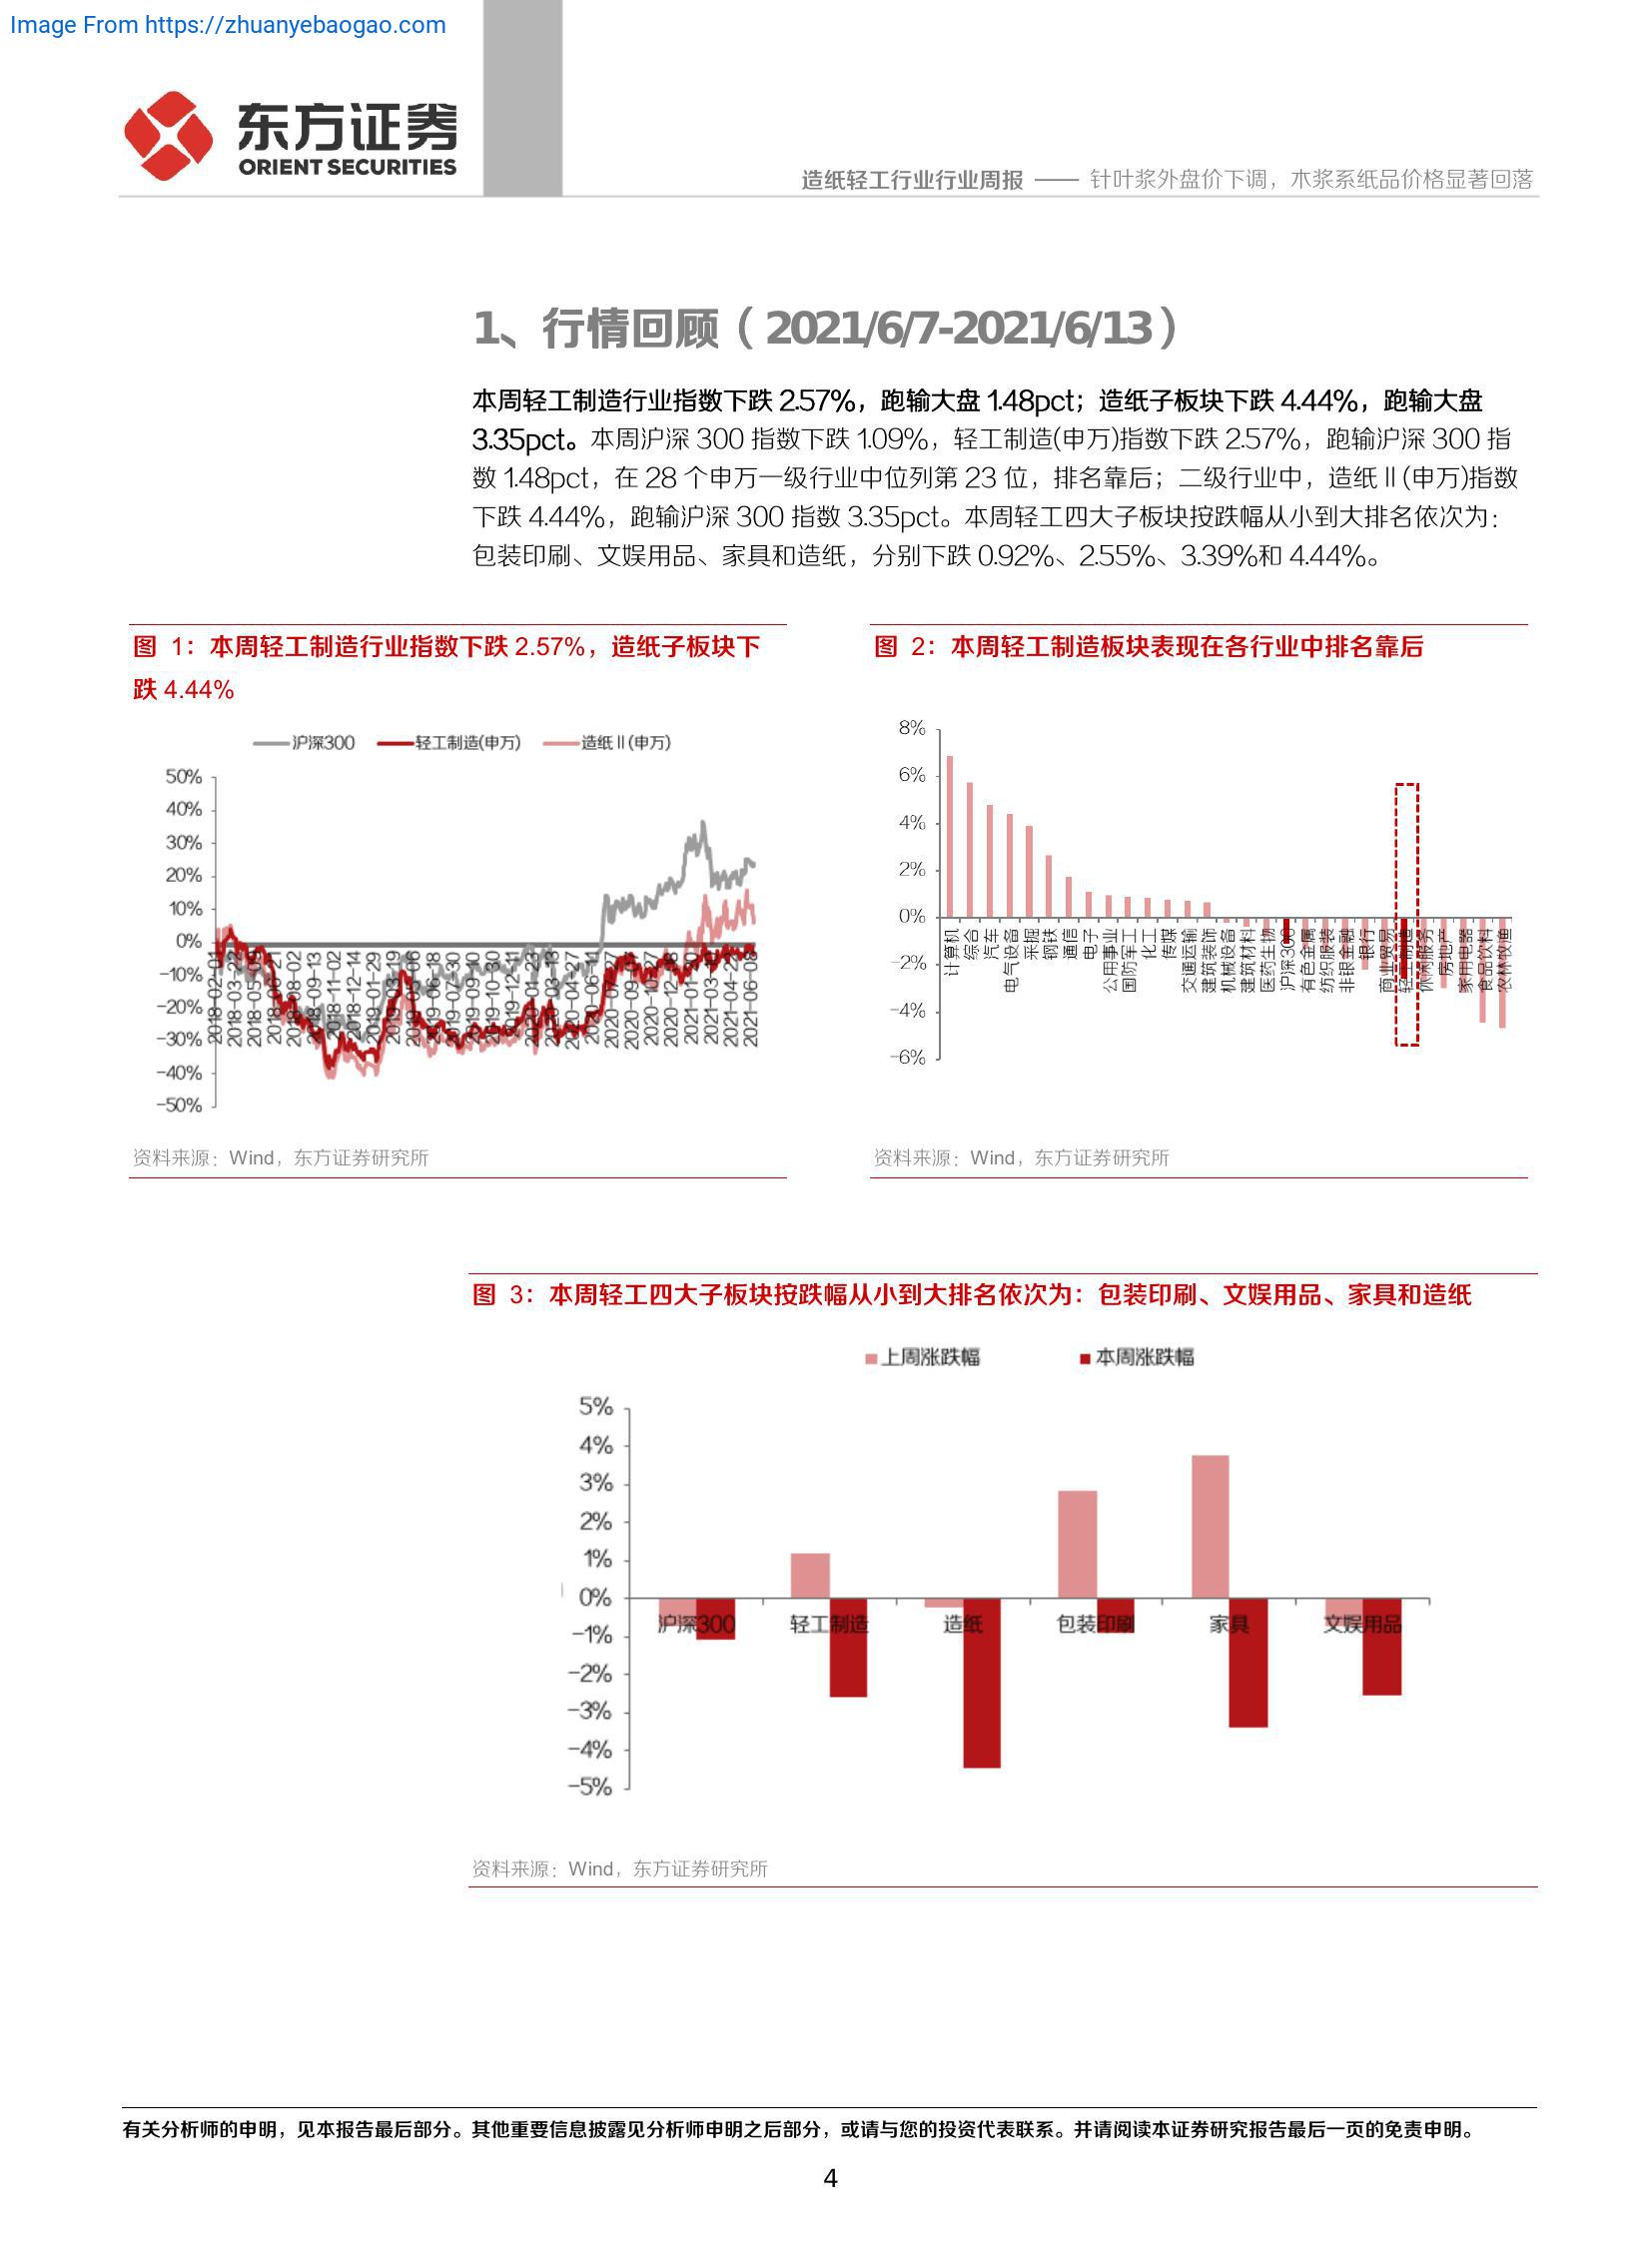 Image From https://zhuanyebaogao.com
东方证券
ORIENT SECURITIES
造纸轻工行业行业周报 —— 针叶浆外盘价下调，木浆系纸品价格显著回落
1、行情回顾（2021/6/7-2021/6/13）
本周轻工制造行业指数下跌 2.57%，跑输大盘 1.48pct；造纸子板块下跌 4.44%，跑输大盘
3.35pct。本周沪深 300 指数下跌 1.09%，轻工制造(申万)指数下跌 2.57%，跑输沪深 300 指
数 1.48pct，在 28 个申万一级行业中位列第 23 位，排名靠后；二级行业中，造纸Ⅱ(申万)指数
下跌 4.44%，跑输沪深 300 指数 3.35pct。本周轻工四大子板块按跌幅从小到大排名依次为：
包装印刷、文娱用品、家具和造纸，分别下跌 0.92%、2.55%、3.39%和 4.44%。
图 1：本周轻工制造行业指数下跌 2.57%，造纸子板块下
跌 4.44%
沪深300 轻工制造(申万) 造纸Ⅱ(申万)
50%
40%
30%
20%
10%
0%
-10%
-20%
-30%
-40%
-50%
2018-02-01
2018-03-22
2018-05-09
2018-06-21
2018-08-02
2018-09-13
2018-11-02
2018-12-14
2019-01-29
2019-03-19
2019-05-06
2019-06-18
2019-07-30
2019-09-10
2019-10-30
2019-12-11
2020-01-23
2020-03-13
2020-04-27
2020-06-11
2020-07-27
2020-10-27
2021-04-23
2021-06-08
资料来源：Wind，东方证券研究所
图 2：本周轻工制造板块表现在各行业中排名靠后
8%
6%
4%
2%
0%
-2%
-4%
-6%
计算机
综合
汽车
电气设备
采掘
钢铁
通信
电子
公用事业
国防军工
化工
传媒
交通运输
建筑装饰
机械设备
建筑材料
医药生物
沪深300
有色金属
纺织服装
非银金融
银行
商业贸易
轻工制造
休闲服务
房地产
家用电器
食品饮料
农林牧渔
资料来源：Wind，东方证券研究所
图 3：本周轻工四大子板块按跌幅从小到大排名依次为：包装印刷、文娱用品、家具和造纸
上周涨跌幅 本周涨跌幅
5%
4%
3%
2%
1%
0%
-1%
-2%
-3%
-4%
-5%
沪深300 轻工制造 造纸 包装印刷 家具 文娱用品
资料来源：Wind，东方证券研究所
有关分析师的申明，见本报告最后部分。其他重要信息披露见分析师申明之后部分，或请与您的投资代表联系。并请阅读本证券研究报告最后一页的免责申明。
4